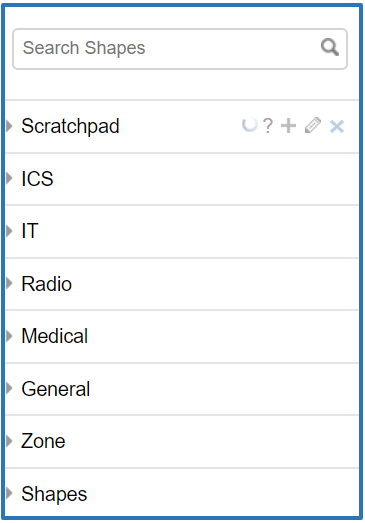 Search Shapes
Scratchpad ?
ICS
IT
Radio
Medical
General
Zone
Shapes